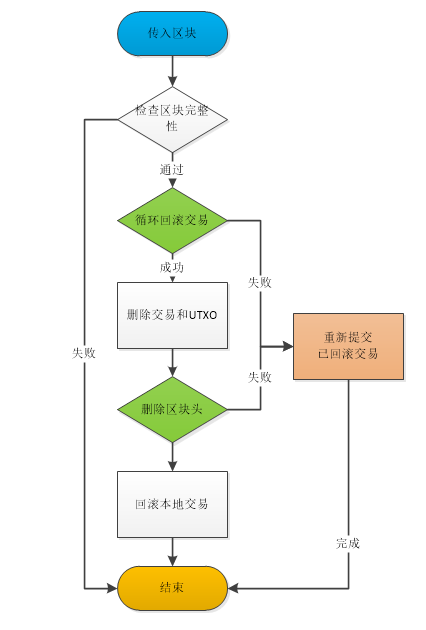 传入区块
检查区块完整
性
通过
循环回滚交易
成功
失败
删除交易和UTXO
重新提交
已回滚交易
失败
失败
删除区块头
回滚本地交易
完成
结束